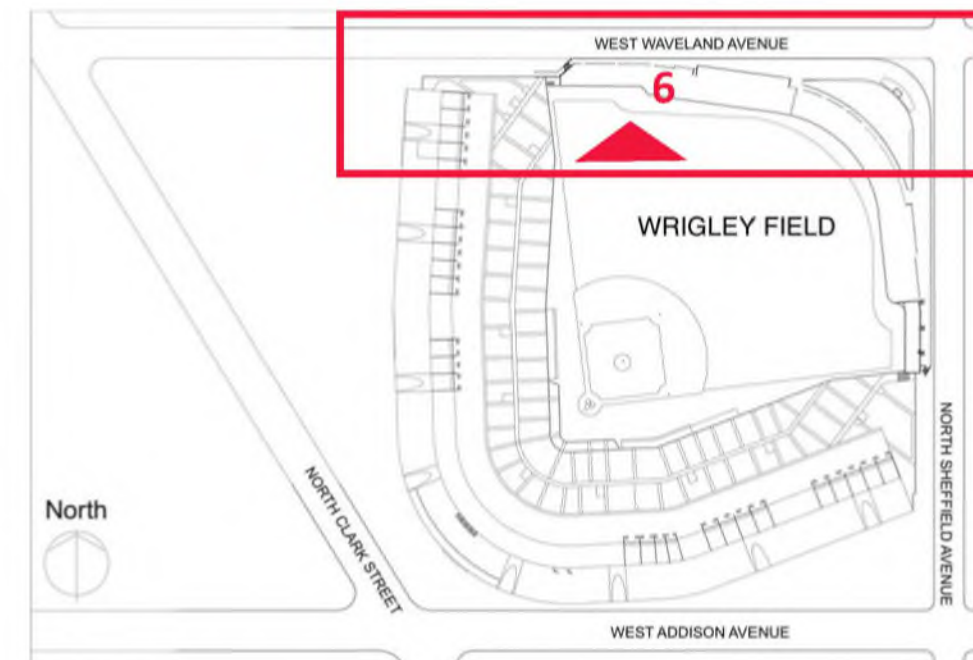 WEST WAVELAND AVENUE
6
WRIGLEY FIELD
North
NORTH CLARK STREET
NORTH SHEFFIELD AVENUE
WEST ADDISON AVENUE